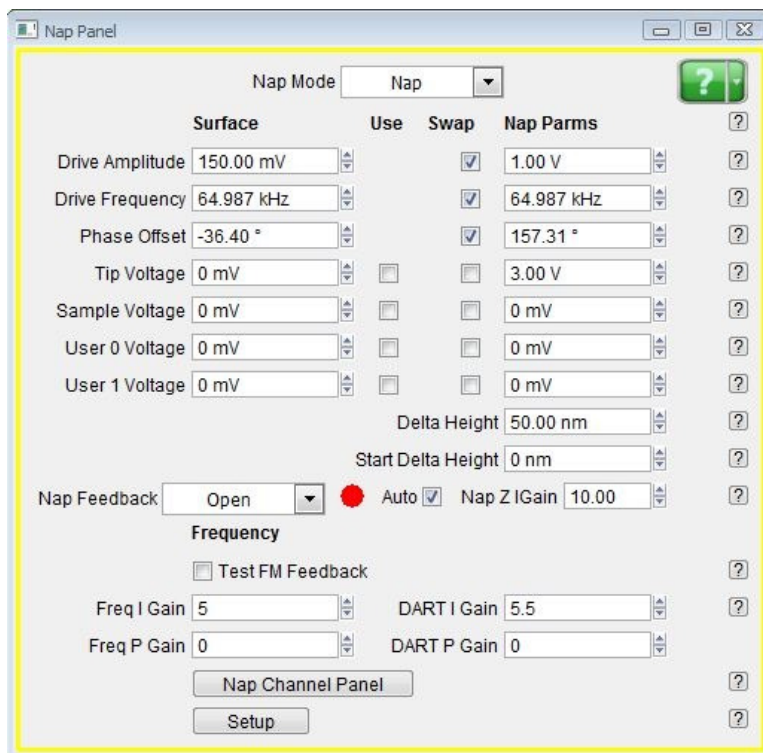 Nap Panel
Nap Mode Nap ?
Surface Use Swap Nap Parms ?
Drive Amplitude 150.00 mV 1.00 V ?
Drive Frequency 64.987 kHz 64.987 kHz ?
Phase Offset -36.40 ° 157.31 ° ?
Tip Voltage 0 mV 3.00 V ?
Sample Voltage 0 mV 0 mV ?
User 0 Voltage 0 mV 0 mV ?
User 1 Voltage 0 mV 0 mV ?
Delta Height 50.00 nm ?
Start Delta Height 0 nm ?
Nap Feedback Open Auto Nap Z IGain 10.00 ?
Frequency
Test FM Feedback ?
Freq I Gain 5 DART I Gain 5.5 ?
Freq P Gain 0 DART P Gain 0
Nap Channel Panel ?
Setup ?